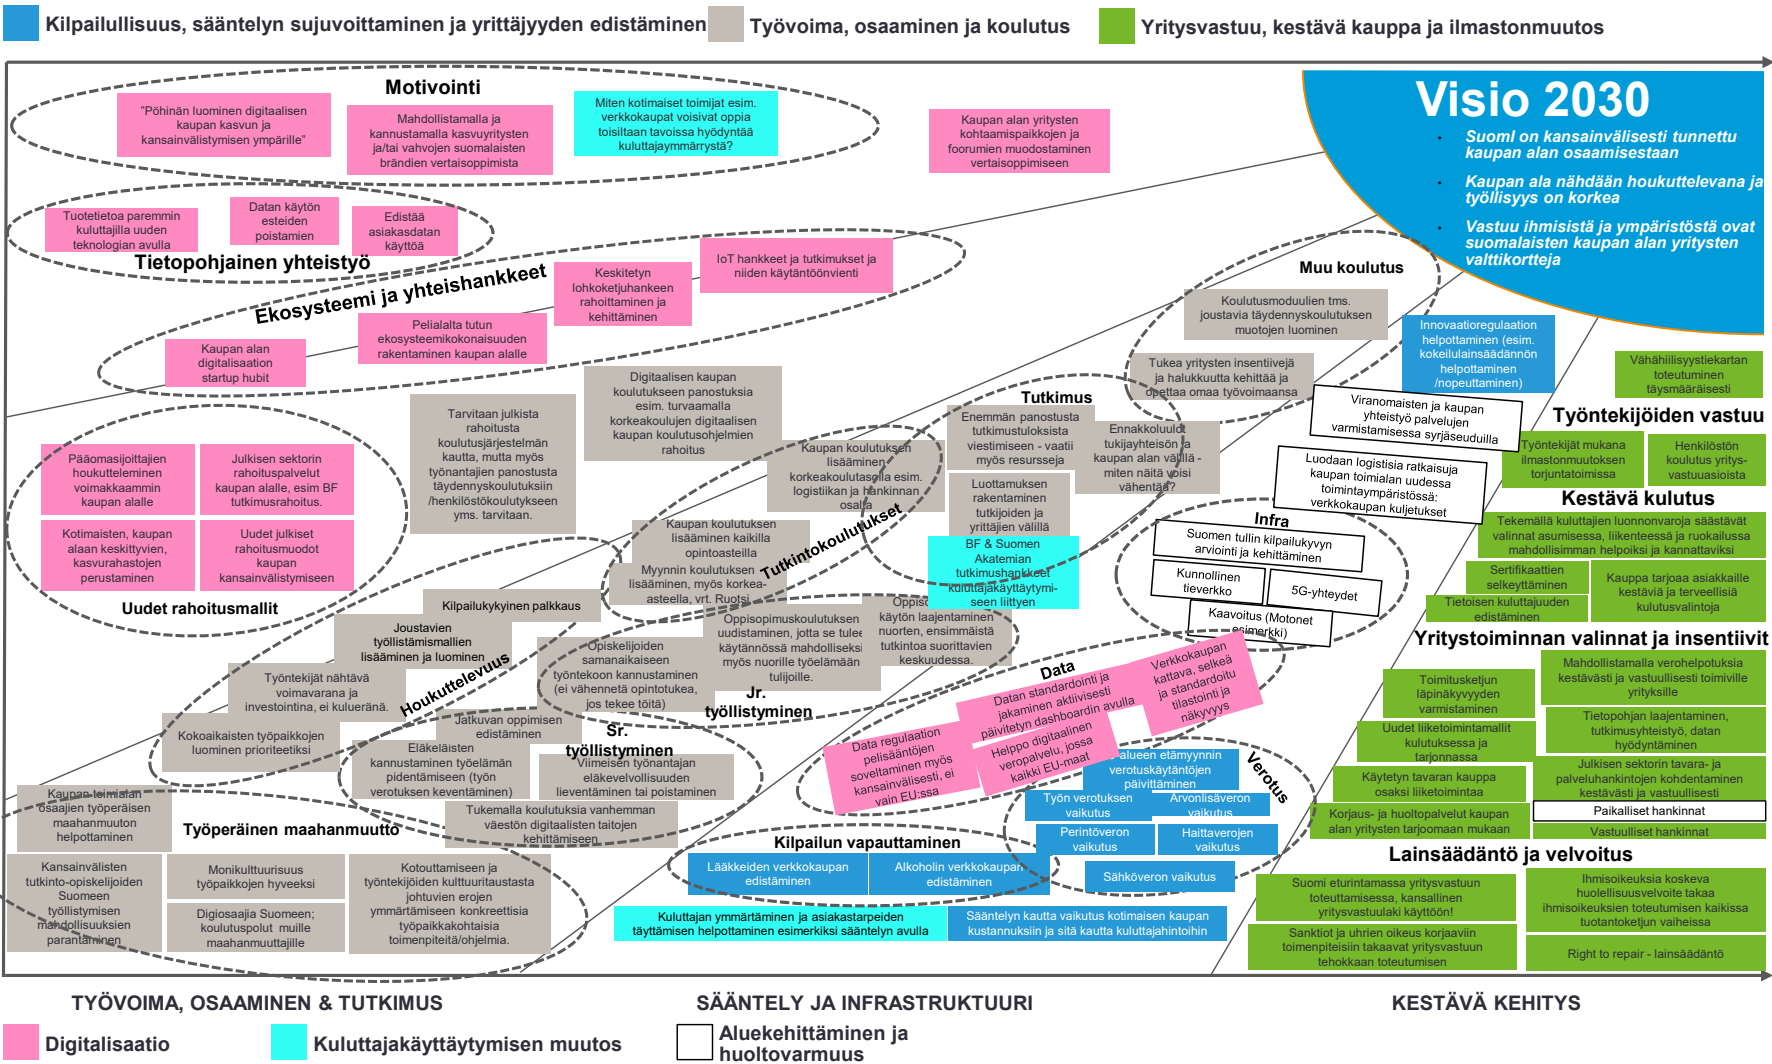 Kilpailullisuus, sääntelyn sujuvoittaminen ja yrittäjyyden edistäminen
Työvoima, osaaminen ja koulutus
Yritysvastuu, kestävä kauppa ja ilmastonmuutos
Motivointi
"Pöhinän luominen digitaalisen
kaupan kasvun ja
kansainvälistymisen ympärille"
Mahdollistamalla ja
kannustamalla kasvuyritysten
ja/tai vahvojen suomalaisten
brändien vertaisoppimista
Miten kotimaiset toimijat esim.
verkkokaupat voisivat oppia
toisiltaan tavoissa hyödyntää
kuluttajaymmärrystä?
Kaupan alan yritysten
kohtaamispaikkojen ja
foorumien muodostaminen
vertaisoppimiseen
Visio 2030
• SuomI on kansainvälisesti tunnettu
kaupan alan osaamisestaan
• Kaupan ala nähdään houkuttelevana ja
työllisyys on korkea
• Vastuu ihmisistä ja ympäristöstä ovat
suomalaisten kaupan alan yritysten
valttikortteja
Tuotetietoa paremmin
kuluttajilla uuden
teknologian avulla
Datan käytön
esteiden
poistamien
Edistää
asiakasdatan
käyttöä
Tietopohjainen yhteistyö
Ekosysteemi ja yhteishankkeet
Kaupan alan
digitalisaation
startup hubit
Pelialalta tutun
ekosysteemikokonaisuuden
rakentaminen kaupan alalle
Keskitetyn
lohkoketjuhankeen
rahoittaminen ja
kehittäminen
IoT hankkeet ja tutkimukset ja
niiden käytäntöönvienti
Muu koulutus
Koulutusmoduulien tms.
joustavia täydennyskoulutuksen
muotojen luominen
Tukea yritysten insentiivejä
ja halukkuutta kehittää ja
opettaa omaa työvoimaansa
Innovaatioregulaation
helpottaminen (esim.
kokeilulainsäädännön
helpottaminen
/nopeuttaminen)
Vähähiilisyystiekartan
toteutuminen
täysmääräisesti
Pääomasijoittajien
houkutteleminen
voimakkaammin
kaupan alalle
Julkisen sektorin
rahoituspalvelut
kaupan alalle, esim BF
tutkimusrahoitus.
Kotimaisten, kaupan
alaan keskittyvien,
kasvurahastojen
perustaminen
Uudet julkiset
rahoitusmuodot
kaupan
kansainvälistymiseen
Uudet rahoitusmallit
Tarvitaan julkista
rahoitusta
koulutusjärjestelmän
kautta, mutta myös
työnantajien panostusta
täydennyskoulutuksiin
/henkilöstökoulutykseen
yms. tarvitaan.
Digitaalisen kaupan
koulutukseen panostuksia
esim. turvaamalla
korkeakoulujen digitaalisen
kaupan koulutusohjelmien
rahoitus
Kaupan koulutuksen
lisääminen
korkeakoulutasolla esim.
logistiikan ja hankinnan
osalta
Kaupan koulutuksen
lisääminen kaikilla
opintoasteilla
Myynnin koulutuksen
lisääminen, myös korkea-
asteella, vrt. Ruotsi
Tutkintokoulutukset
Tutkimus
Enemmän panostusta
tutkimustuloksista
viestimiseen - vaatii
myös resursseja
Ennakkoluulot
tukijayhteisön ja
kaupan alan välillä -
miten näitä voisi
vähentää?
Luottamuksen
rakentaminen
tutkijoiden ja
yrittäjien välillä
BF & Suomen
Akatemian
tutkimushankkeet
kuluttajakäyttäytymi-
seen liittyen
Viranomaisten ja kaupan
yhteistyö palvelujen
varmistamisessa syrjäseuduilla
Luodaan logistisia ratkaisuja
kaupan toimialan uudessa
toimintaympäristössä:
verkkokaupan kuljetukset
Infra
Suomen tullin kilpailukyvyn
arviointi ja kehittäminen
Kunnollinen
tieverkko
5G-yhteydet
Kaavoitus (Motonet
esimerkki)
Työntekijöiden vastuu
Työntekijät mukana
ilmastonmuutoksen
torjuntatoimissa
Henkilöstön
koulutus yritys-
vastuuasioista
Kestävä kulutus
Tekemällä kuluttajien luonnonvaroja säästävät
valinnat asumisessa, liikenteessä ja ruokailussa
mahdollisimman helpoiksi ja kannattaviksi
Sertifikaattien
selkeyttäminen
Tietoisen kuluttajuuden
edistäminen
Kauppa tarjoaa asiakkaille
kestäviä ja terveellisiä
kulutusvalintoja
Yritystoiminnan valinnat ja insentiivit
Toimitusketjun
läpinäkyvyyden
varmistaminen
Mahdollistamalla verohelpotuksia
kestävästi ja vastuullisesti toimiville
yrityksille
Uudet liiketoimintamallit
kulutuksessa ja
tarjonnassa
Tietopohjan laajentaminen,
tutkimusyhteistyö, datan
hyödyntäminen
Käytetyn tavaran kauppa
osaksi liiketoimintaa
Julkisen sektorin tavara- ja
palveluhankintojen kohdentaminen
kestävästi ja vastuullisesti
Korjaus- ja huoltopalvelut kaupan
alan yritysten tarjoomaan mukaan
Paikalliset hankinnat
Vastuulliset hankinnat
Lainsäädäntö ja velvoitus
Suomi eturintamassa yritysvastuun
toteuttamisessa, kansallinen
yritysvastuulaki käyttöön!
Ihmisoikeuksia koskeva
huolellisuusvelvoite takaa
ihmisoikeuksien toteutumisen kaikissa
tuotantoketjun vaiheissa
Sanktiot ja uhrien oikeus korjaaviin
toimenpiteisiin takaavat yritysvastuun
tehokkaan toteutumisen
Right to repair - lainsäädäntö
Kilpailukykyinen palkkaus
Joustavien
työllistämismallien
lisääminen ja luominen
Työntekijät nähtävä
voimavarana ja
investointina, ei kulueränä.
Kokoaikaisten työpaikkojen
luominen prioriteetiksi
Houkuttelevuus
Opiskelijoiden
samanaikaiseen
työntekoon kannustaminen
(ei vähennetä opintotukea,
jos tekee töitä)
Oppisopimuskoulutuksen
uudistaminen, jotta se tulee
käytännössä mahdolliseksi
myös nuorille työelämään
tulijoille.
käytön laajentaminen
nuorten, ensimmäistä
tutkintoa suorittavien
keskuudessa.
Jr.
työllistyminen
Jatkuvan oppimisen
edistäminen
Eläkeläisten
kannustaminen työelämän
pidentämiseen (työn
verotuksen keventäminen)
Sr.
työllistyminen
Viimeisen työnantajan
eläkevelvollisuuden
lieventäminen tai poistaminen
Tukemalla koulutuksia vanhemman
väestön digitaalisten taitojen
kehittämiseen
Data
Data regulaation
pelisääntöjen
soveltaminen myös
kansainvälisesti, ei
vain EU:ssa
Datan standardointi ja
jakaminen aktiivisesti
päivitetyn dashboardin avulla
Helppo digitaalinen
veropalvelu, jossa
kaikki EU-maat
Verkkokaupan
kattava, selkeä
ja standardoitu
tilastointi ja
näkyvyys
Verotus
etämyynnin
verotuskäytäntöjen
päivittäminen
Työn verotuksen
vaikutus
Arvonlisäveron
vaikutus
Perintöveron
vaikutus
Haittaverojen
vaikutus
Sähköveron vaikutus
Kilpailun vapauttaminen
Lääkkeiden verkkokaupan
edistäminen
Alkoholin verkkokaupan
edistäminen
Kuluttajan ymmärtäminen ja asiakastarpeiden
täyttämisen helpottaminen esimerkiksi sääntelyn avulla
Sääntelyn kautta vaikutus kotimaisen kaupan
kustannuksiin ja sitä kautta kuluttajahintoihin
Kaupan-toimialan
osaajien työperäisen
maahanmuuton
helpottaminen
Työperäinen maahanmuutto
Kansainvälisten
tutkinto-opiskelijoiden
Suomeen
työllistymisen
mahdollisuuksien
parantaminen
Monikulttuurisuus
työpaikkojen hyveeksi
Digiosaajia Suomeen;
koulutuspolut muille
maahanmuuttajille
Kotouttamiseen ja
työntekijöiden kulttuuritaustasta
johtuvien erojen
ymmärtämiseen konkreettisia
työpaikkakohtaisia
toimenpiteitä/ohjelmia.
TYÖVOIMA, OSAAMINEN & TUTKIMUS
SÄÄNTELY JA INFRASTRUKTUURI
KESTÄVÄ KEHITYS
Digitalisaatio
Kuluttajakäyttäytymisen muutos
Aluekehittäminen ja
huoltovarmuus